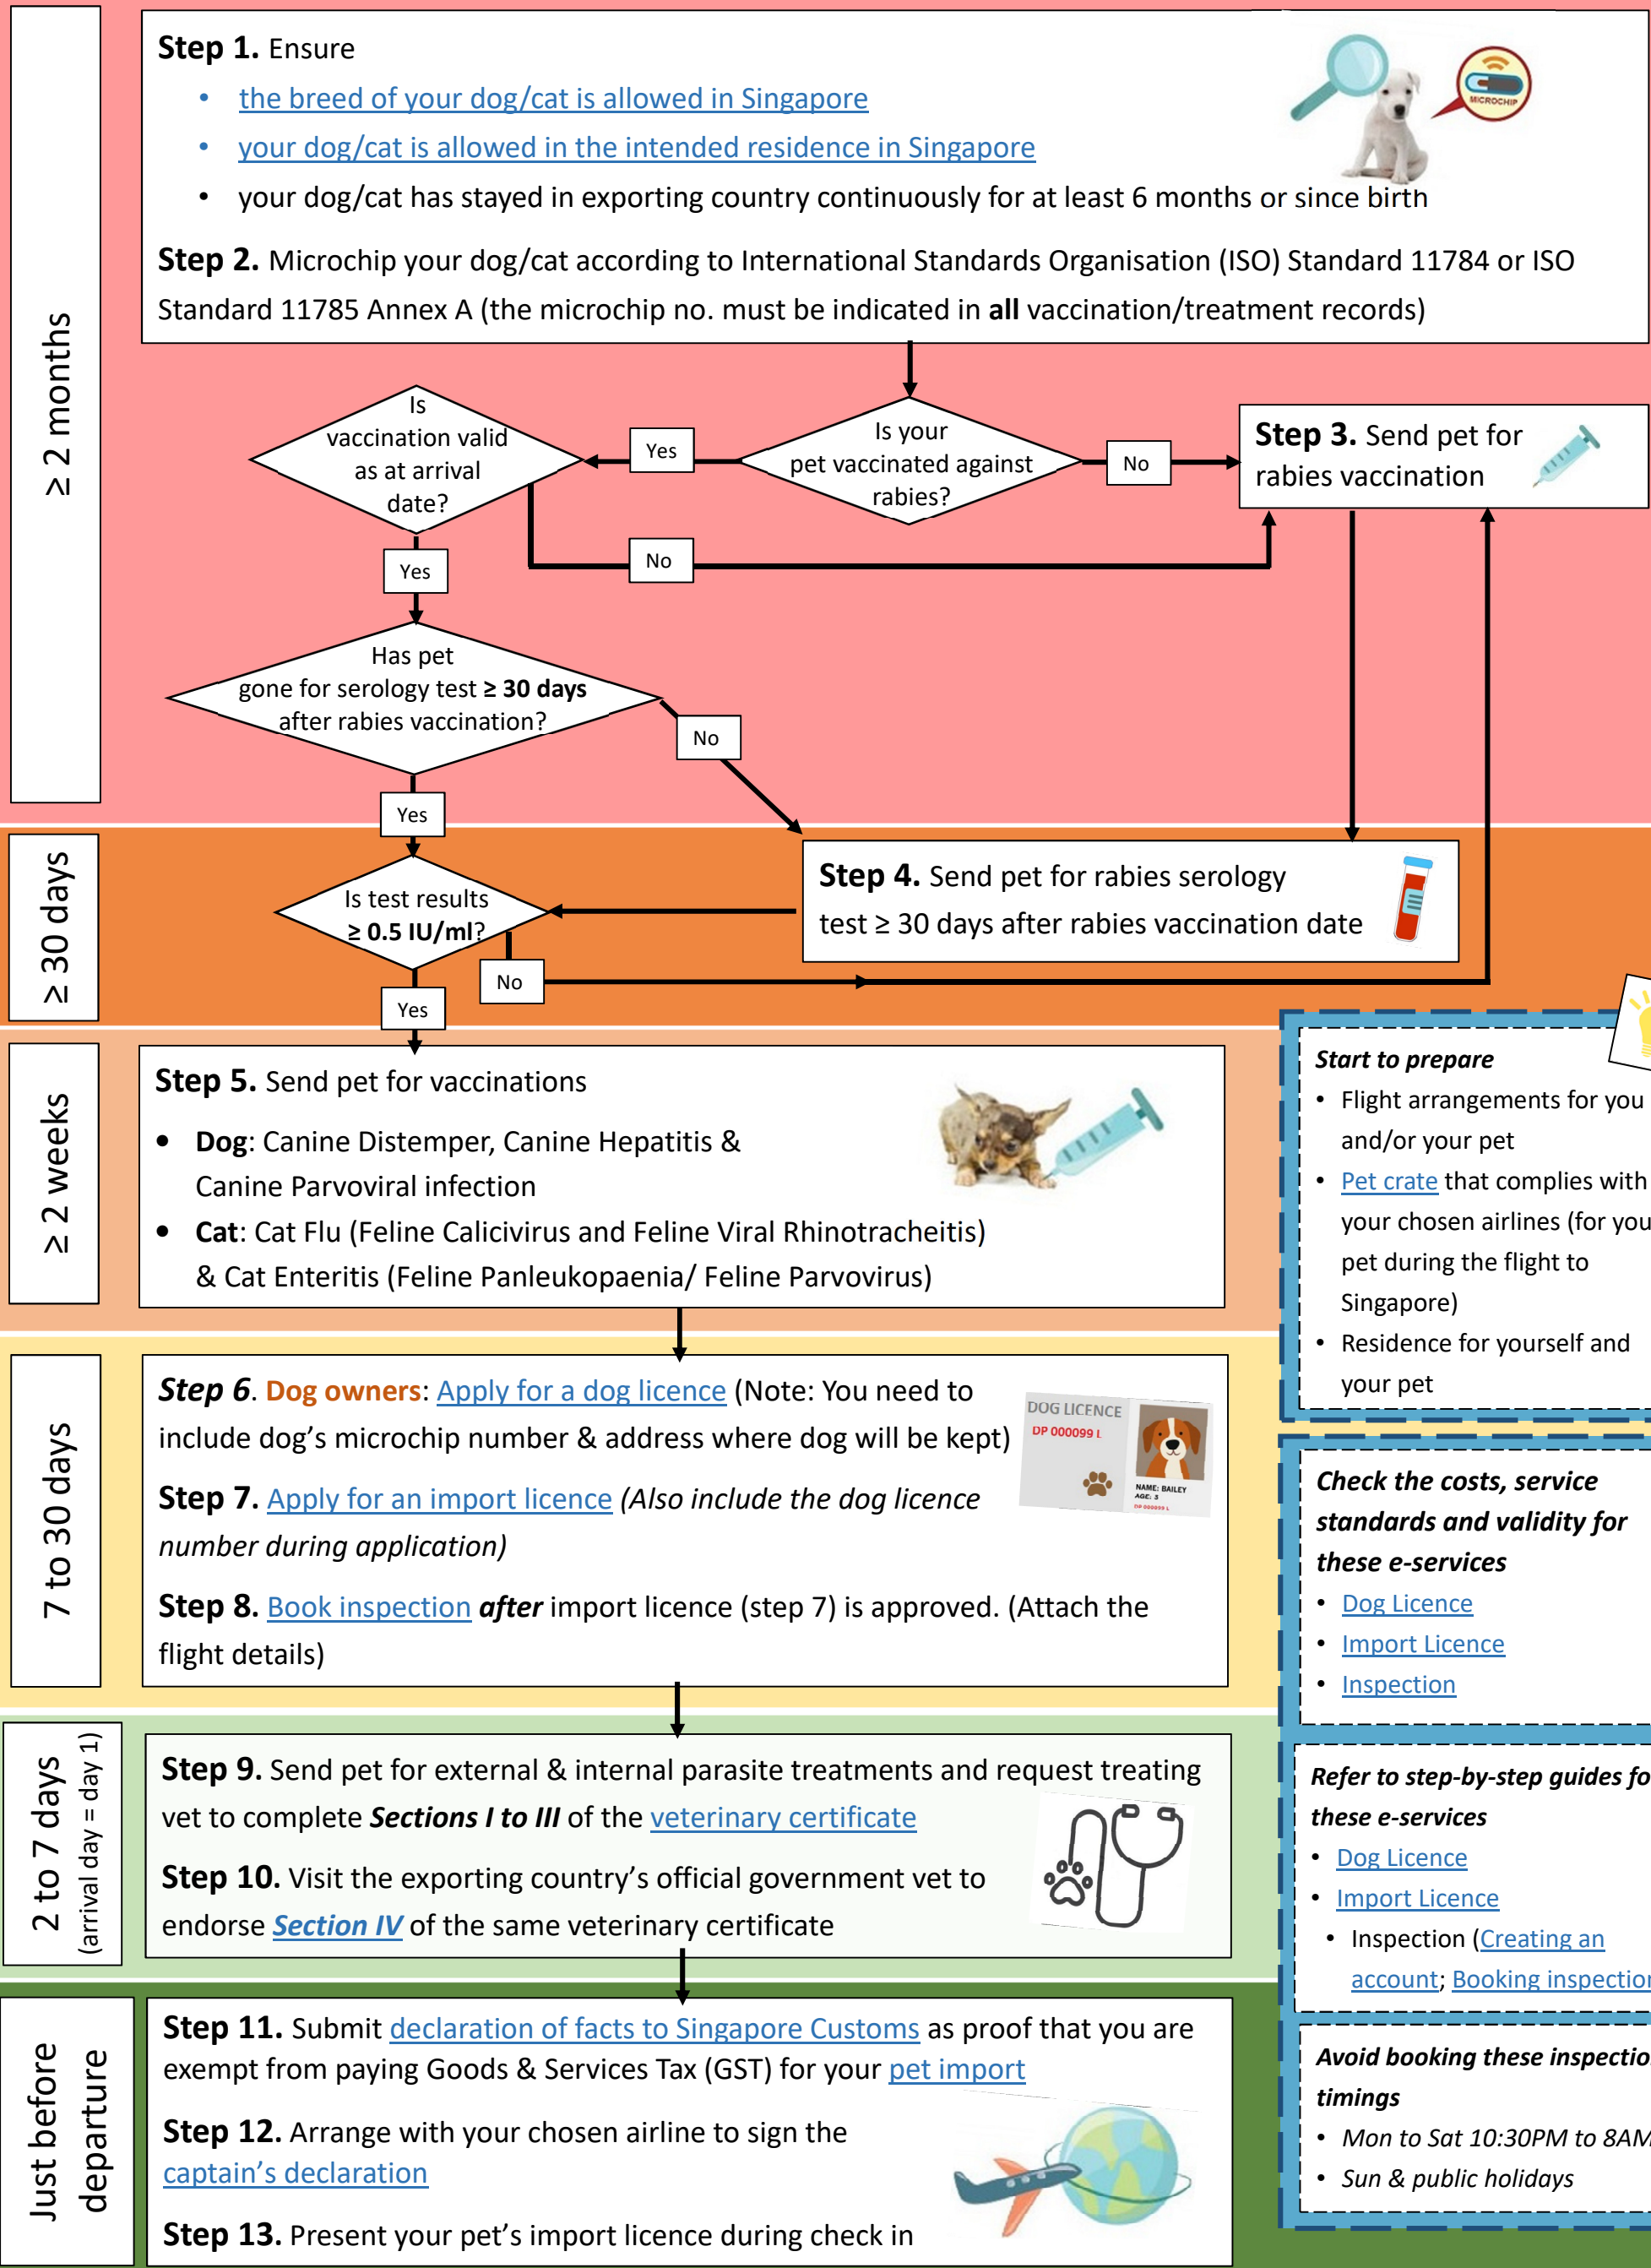 ≥ 2 months
Step 1. Ensure
• the breed of your dog/cat is allowed in Singapore
• your dog/cat is allowed in the intended residence in Singapore
• your dog/cat has stayed in exporting country continuously for at least 6 months or since birth
MICROCHIP
Step 2. Microchip your dog/cat according to International Standards Organisation (ISO) Standard 11784 or ISO
Standard 11785 Annex A (the microchip no. must be indicated in all vaccination/treatment records)
Is your
pet vaccinated against
rabies?
Yes
No
Is
vaccination valid
as at arrival
date?
Yes
No
Step 3. Send pet for
rabies vaccination
Has pet
gone for serology test ≥ 30 days
after rabies vaccination?
No
Yes
≥ 30 days
Is test results
≥ 0.5 IU/ml?
No
Yes
Step 4. Send pet for rabies serology
test ≥ 30 days after rabies vaccination date
≥ 2 weeks
Step 5. Send pet for vaccinations
• Dog: Canine Distemper, Canine Hepatitis &
Canine Parvoviral infection
• Cat: Cat Flu (Feline Calicivirus and Feline Viral Rhinotracheitis)
& Cat Enteritis (Feline Panleukopaenia/ Feline Parvovirus)
7 to 30 days
Step 6. Dog owners: Apply for a dog licence (Note: You need to
include dog's microchip number & address where dog will be kept)
DOG LICENCE
DP 000099 L
NAME: BAILEY
AGE: 5
DP 000099 L
Step 7. Apply for an import licence (Also include the dog licence
number during application)
Step 8. Book inspection after import licence (step 7) is approved. (Attach the
flight details)
2 to 7 days
(arrival day = day 1)
Step 9. Send pet for external & internal parasite treatments and request treating
vet to complete Sections I to III of the veterinary certificate
Step 10. Visit the exporting country's official government vet to
endorse Section IV of the same veterinary certificate
Just before
departure
Step 11. Submit declaration of facts to Singapore Customs as proof that you are
exempt from paying Goods & Services Tax (GST) for your pet import
Step 12. Arrange with your chosen airline to sign the
captain's declaration
Step 13. Present your pet's import licence during check in
Start to prepare
• Flight arrangements for you
and/or your pet
• Pet crate that complies with
your chosen airlines (for you
pet during the flight to
Singapore)
• Residence for yourself and
your pet
Check the costs, service
standards and validity for
these e-services
• Dog Licence
• Import Licence
• Inspection
Refer to step-by-step guides fo
these e-services
• Dog Licence
• Import Licence
• Inspection (Creating an
account; Booking inspection
Avoid booking these inspectio
timings
• Mon to Sat 10:30PM to 8AM
• Sun & public holidays